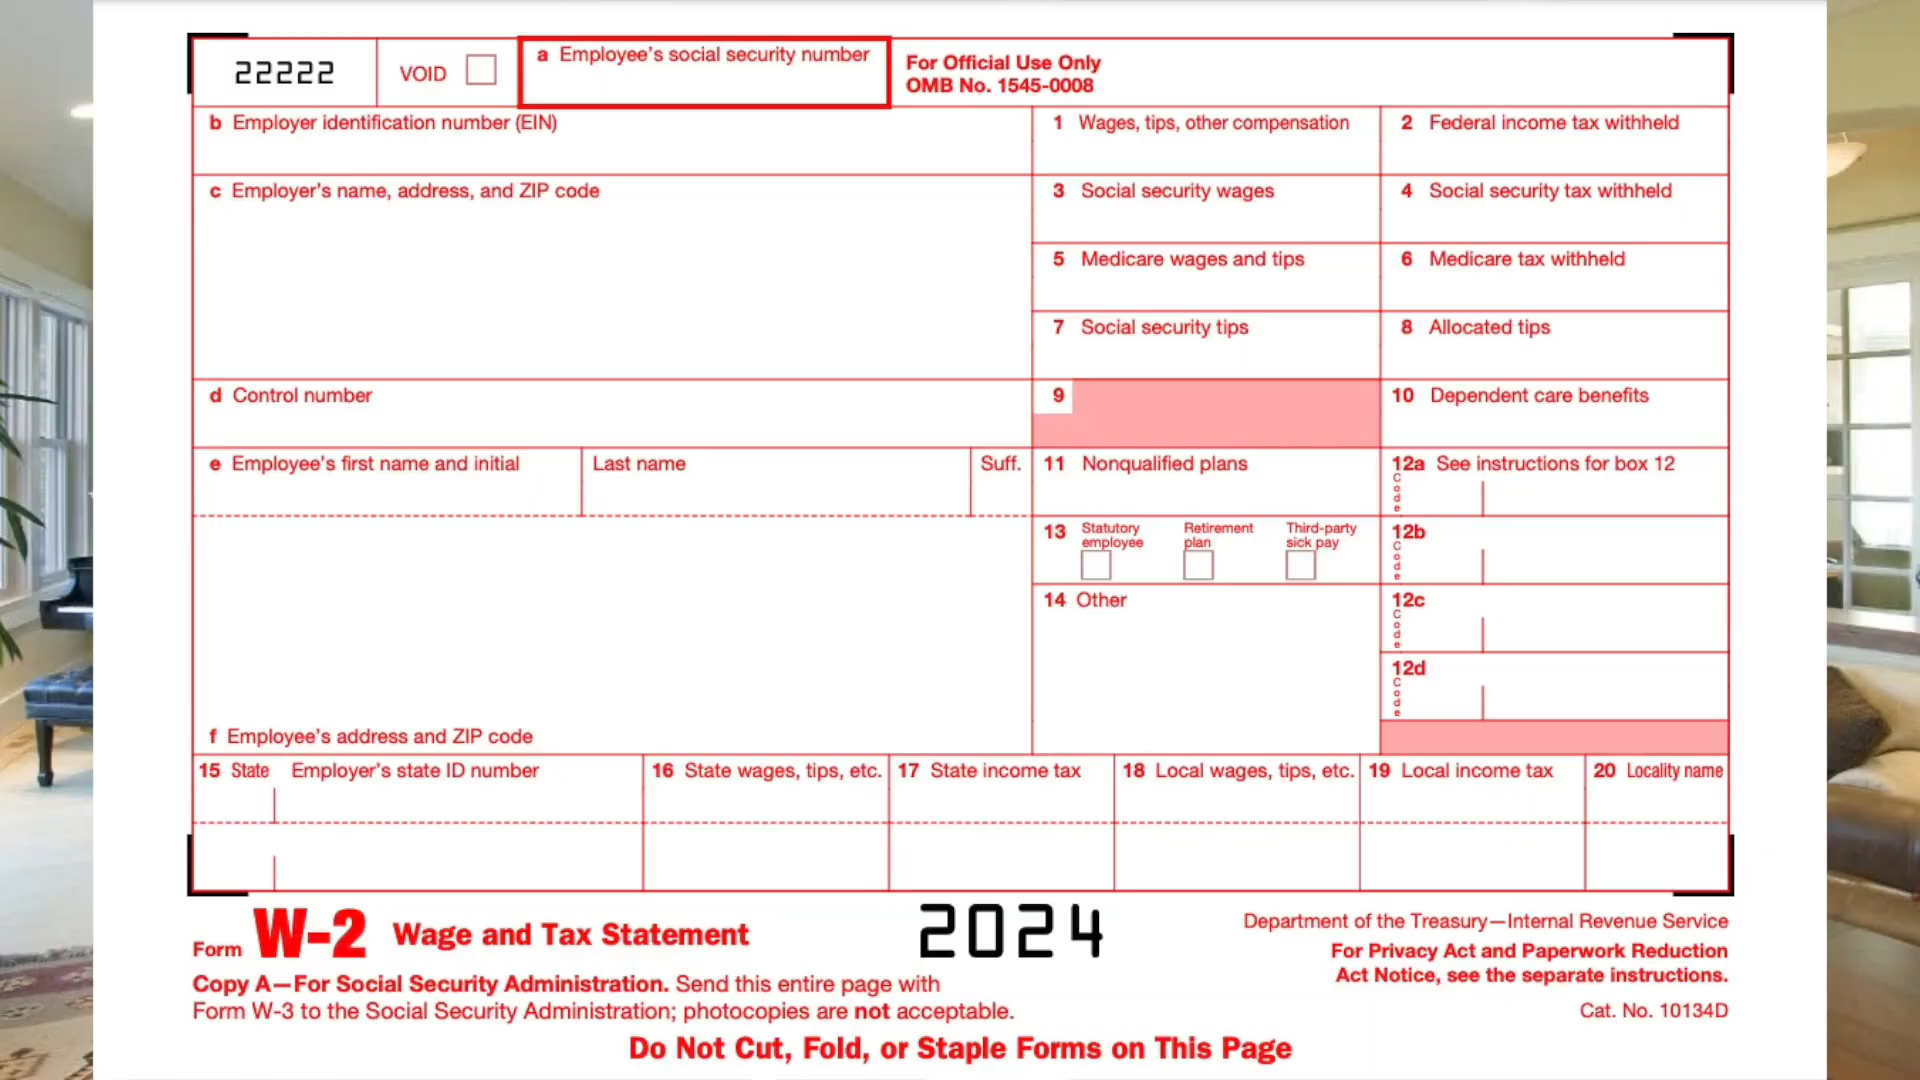 22222
VOID
a Employee's social security number
For Official Use Only
OMB No. 1545-0008
b Employer identification number (EIN)
1 Wages, tips, other compensation
2 Federal income tax withheld
c Employer's name, address, and ZIP code
3 Social security wages
4 Social security tax withheld
5 Medicare wages and tips
6 Medicare tax withheld
7 Social security tips
8 Allocated tips
d Control number
9
10 Dependent care benefits
e Employee's first name and initial
Last name
Suff.
11 Nonqualified plans
12a See instructions for box 12
Code
13 Statutory employee
Retirement plan
Third-party sick pay
12b
Code
14 Other
12c
Code
12d
Code
f Employee's address and ZIP code
15 State
Employer's state ID number
16 State wages, tips, etc.
17 State income tax
18 Local wages, tips, etc.
19 Local income tax
20 Locality name
Form W-2 Wage and Tax Statement
2024
Department of the Treasury—Internal Revenue Service
For Privacy Act and Paperwork Reduction
Act Notice, see the separate instructions.
Copy A—For Social Security Administration. Send this entire page with
Form W-3 to the Social Security Administration; photocopies are not acceptable.
Cat. No. 10134D
Do Not Cut, Fold, or Staple Forms on This Page